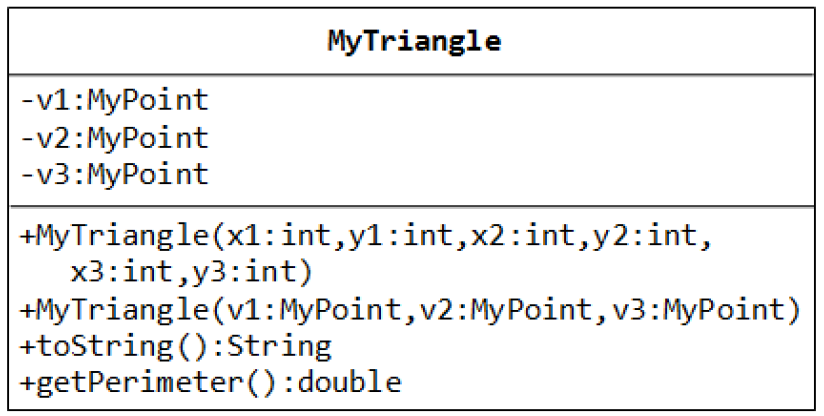 MyTriangle
-v1:MyPoint
-v2:MyPoint
-v3:MyPoint
+MyTriangle(x1:int,y1:int,x2:int,y2:int,
x3:int,y3:int)
+MyTriangle(v1:MyPoint,v2:MyPoint,v3:MyPoint)
+toString():String
+getPerimeter():double